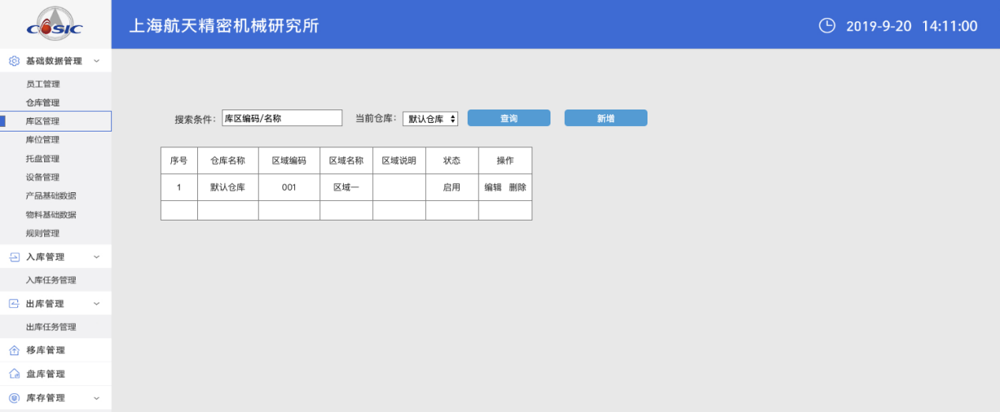 COSIC
上海航天精密机械研究所
2019-9-20 14:11:00
基础数据管理
员工管理
仓库管理
库区管理
库位管理
托盘管理
设备管理
产品基础数据
物料基础数据
规则管理
入库管理
入库任务管理
出库管理
出库任务管理
移库管理
盘库管理
库存管理
搜索条件: 库区编码/名称 当前仓库: 默认仓库 查询 新增
序号 仓库名称 区域编码 区域名称 区域说明 状态 操作
1 默认仓库 001 区域一 启用 编辑 删除